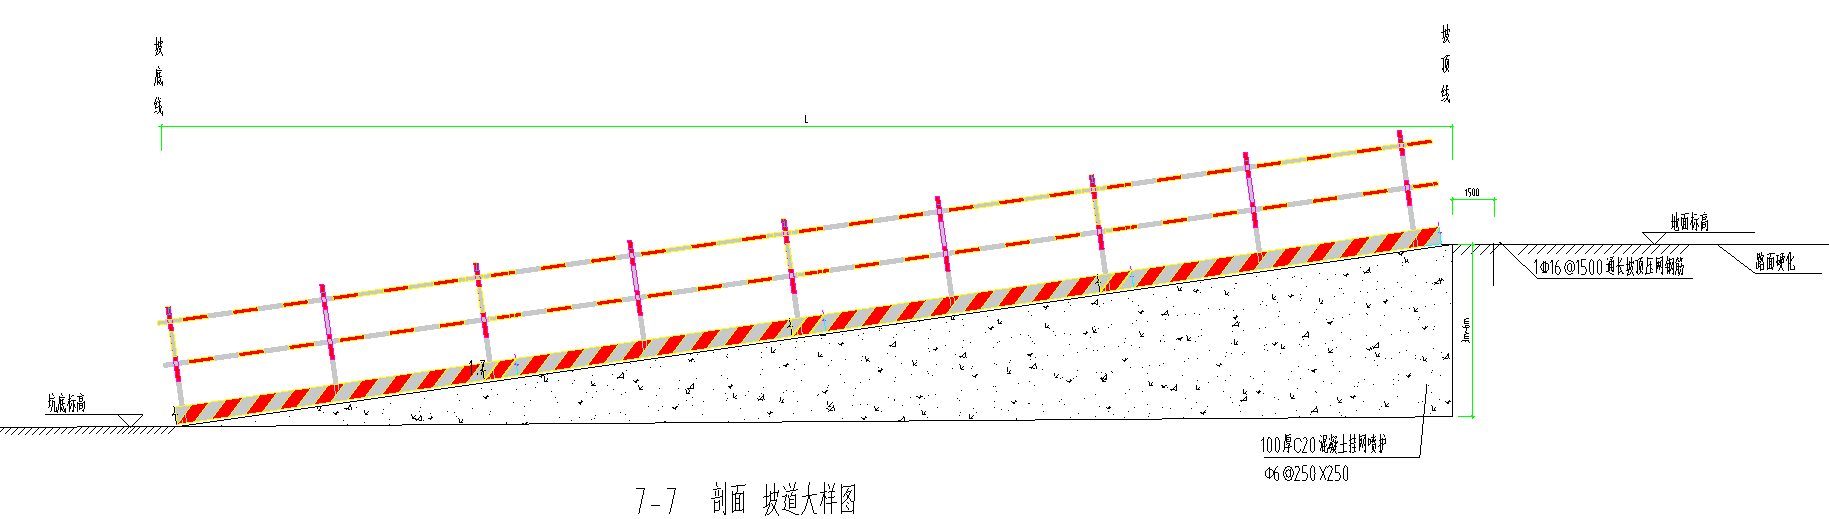 坡底线
坡顶线
L
1500
地面标高
1Φ16@1500通长坡顶压网钢筋
路面硬化
3m~6m
1:7
坑底标高
100厚C20混凝土挂网喷护
Φ6@250X250
7-7 剖面 坡道大样图